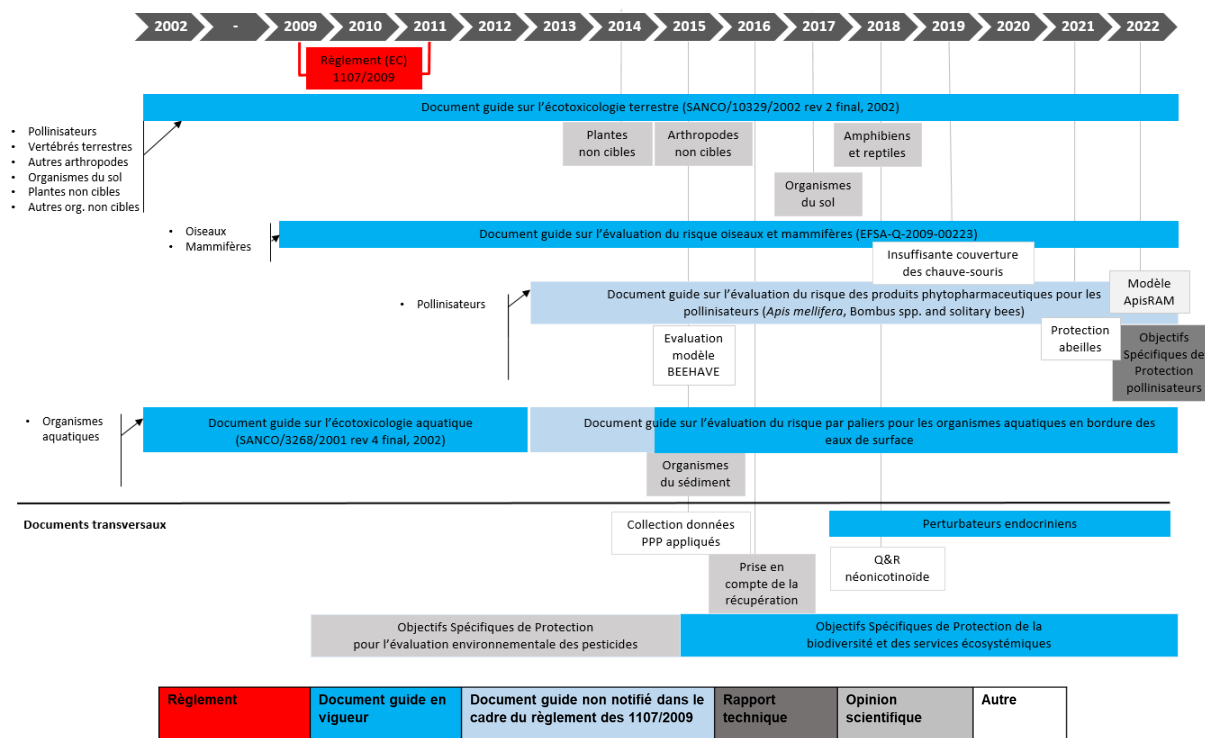 2002 - 2009 2010 2011 2012 2013 2014 2015 2016 2017 2018 2019 2020 2021 2022
Règlement (EC)
1107/2009
Document guide sur l'écotoxicologie terrestre (SANCO/10329/2002 rev 2 final, 2002)
• Pollinisateurs
• Vertébrés terrestres
• Autres arthropodes
• Organismes du sol
• Plantes non cibles
• Autres org. non cibles
Plantes
non cibles
Arthropodes
non cibles
Amphibiens
et reptiles
Organismes
du sol
• Oiseaux
• Mammifères
Document guide sur l'évaluation du risque oiseaux et mammifères (EFSA-Q-2009-00223)
Insuffisante couverture
des chauve-souris
• Pollinisateurs
Document guide sur l'évaluation du risque des produits phytopharmaceutiques pour les
pollinisateurs (Apis mellifera, Bombus spp. and solitary bees)
Modèle
ApisRAM
Evaluation
modèle
BEEHAVE
Protection
abeilles
Objectifs
Spécifiques de
Protection
pollinisateurs
• Organismes
aquatiques
Document guide sur l'écotoxicologie aquatique
(SANCO/3268/2001 rev 4 final, 2002)
Document guide sur l'évaluation du risque par paliers pour les organismes aquatiques en bordure des
eaux de surface
Organismes
du sédiment
Documents transversaux
Collection données
PPP appliqués
Perturbateurs endocriniens
Q&R
néonicotinoïde
Prise en
compte de la
récupération
Objectifs Spécifiques de Protection
pour l'évaluation environnementale des pesticides
Objectifs Spécifiques de Protection de la
biodiversité et des services écosystémiques
Règlement
Document guide en
vigueur
Document guide non notifié dans le
cadre du règlement des 1107/2009
Rapport
technique
Opinion
scientifique
Autre